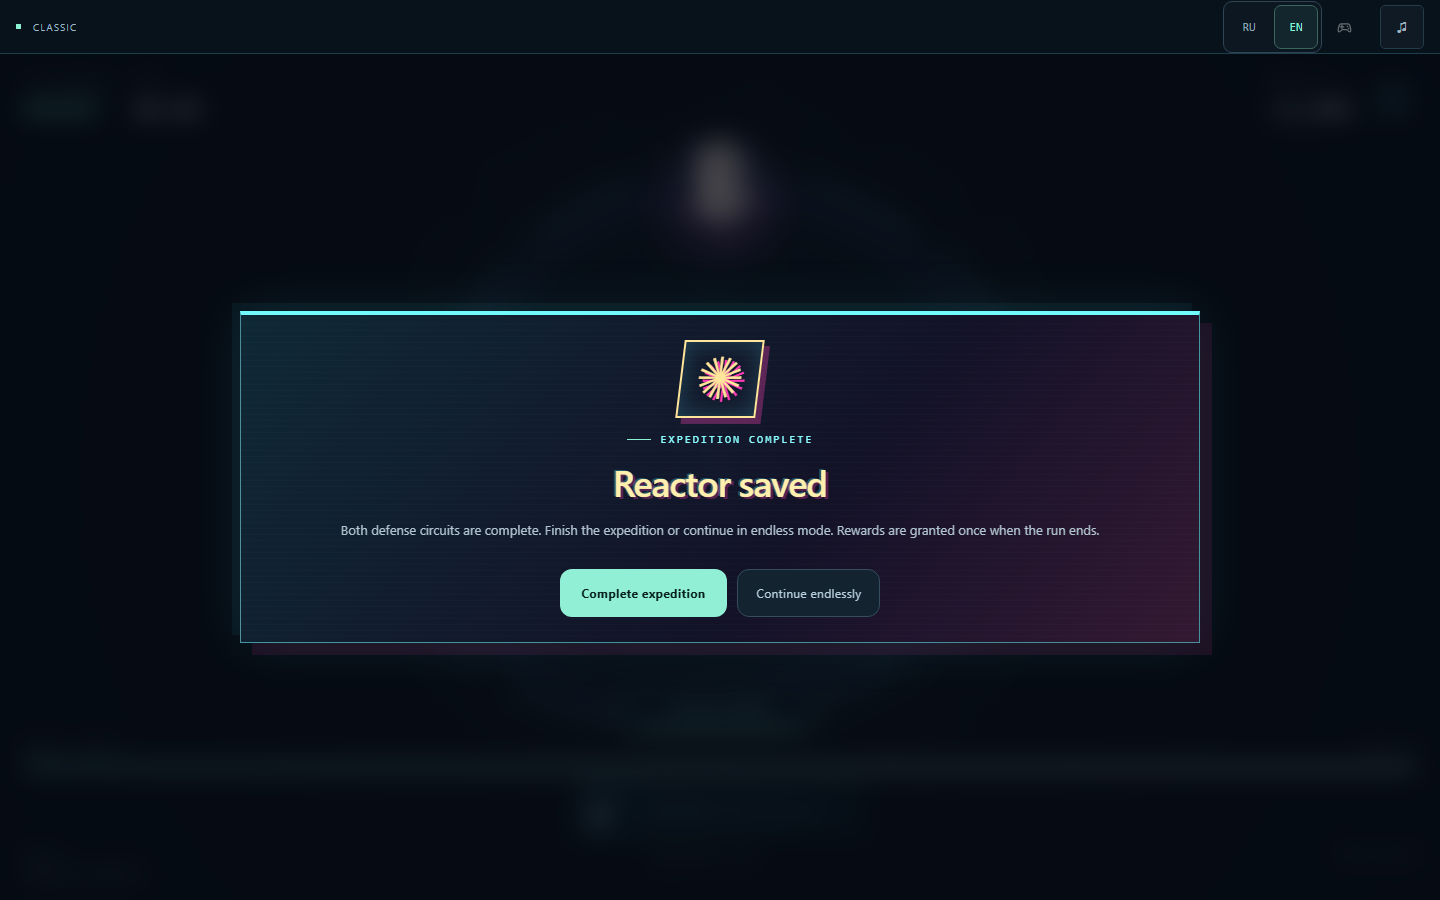 CLASSIC
RU
EN
EXPEDITION COMPLETE
Reactor saved
Both defense circuits are complete. Finish the expedition or continue in endless mode. Rewards are granted once when the run ends.
Complete expedition
Continue endlessly